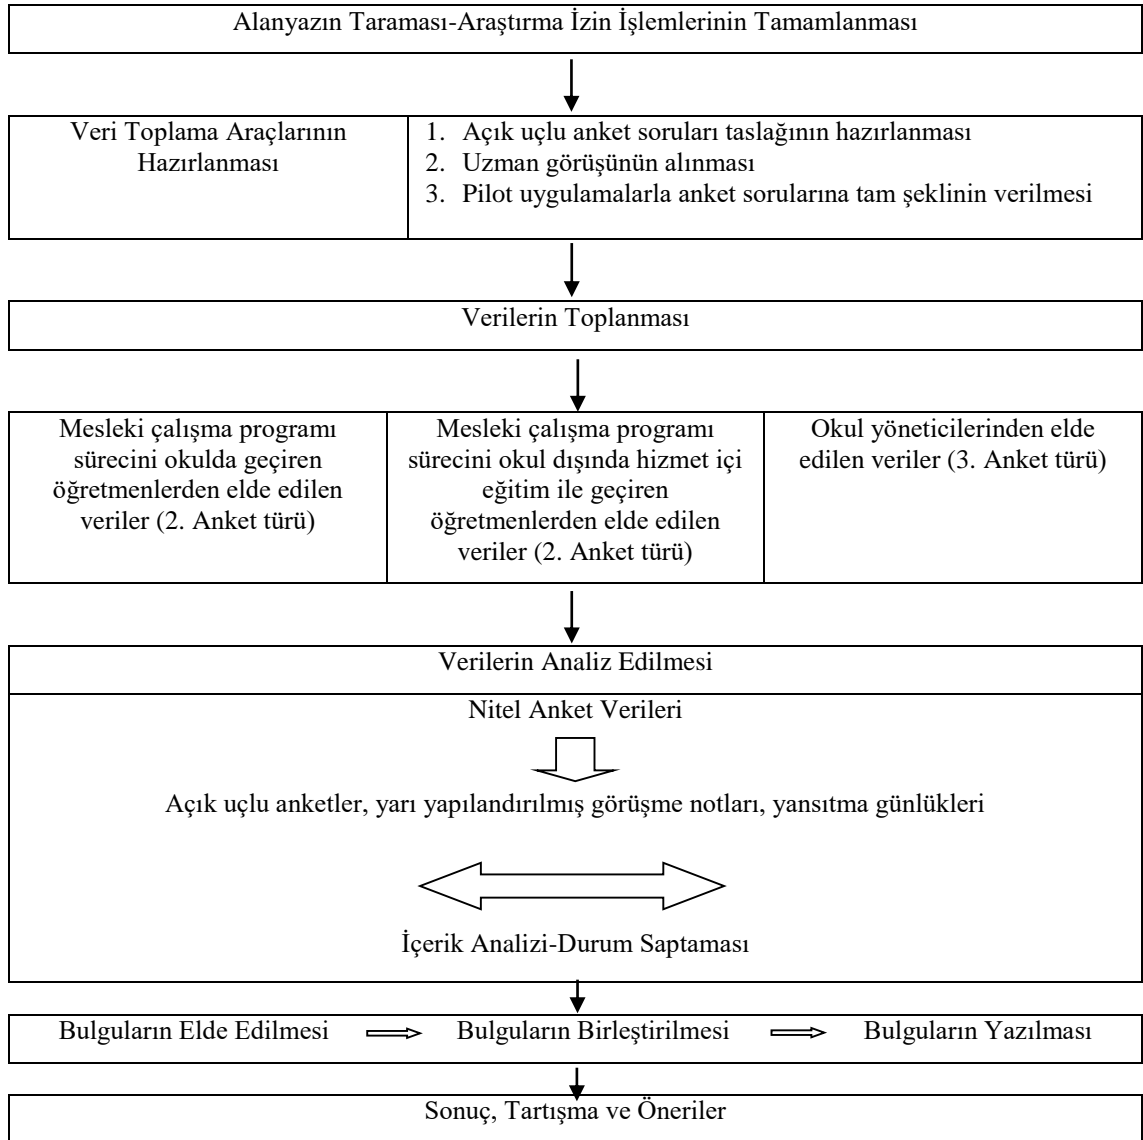 Alanyazın Taraması-Araştırma İzin İşlemlerinin Tamamlanması
Veri Toplama Araçlarının
Hazırlanması
1. Açık uçlu anket soruları taslağının hazırlanması
2. Uzman görüşünün alınması
3. Pilot uygulamalarla anket sorularına tam şeklinin verilmesi
Verilerin Toplanması
Mesleki çalışma programı
sürecini okulda geçiren
öğretmenlerden elde edilen
veriler (2. Anket türü)
Mesleki çalışma programı
sürecini okul dışında hizmet içi
eğitim ile geçiren
öğretmenlerden elde edilen
veriler (2. Anket türü)
Okul yöneticilerinden elde
edilen veriler (3. Anket türü)
Verilerin Analiz Edilmesi
Nitel Anket Verileri
Açık uçlu anketler, yarı yapılandırılmış görüşme notları, yansıtma günlükleri
İçerik Analizi-Durum Saptaması
Bulguların Elde Edilmesi Bulguların Birleştirilmesi Bulguların Yazılması
Sonuç, Tartışma ve Öneriler